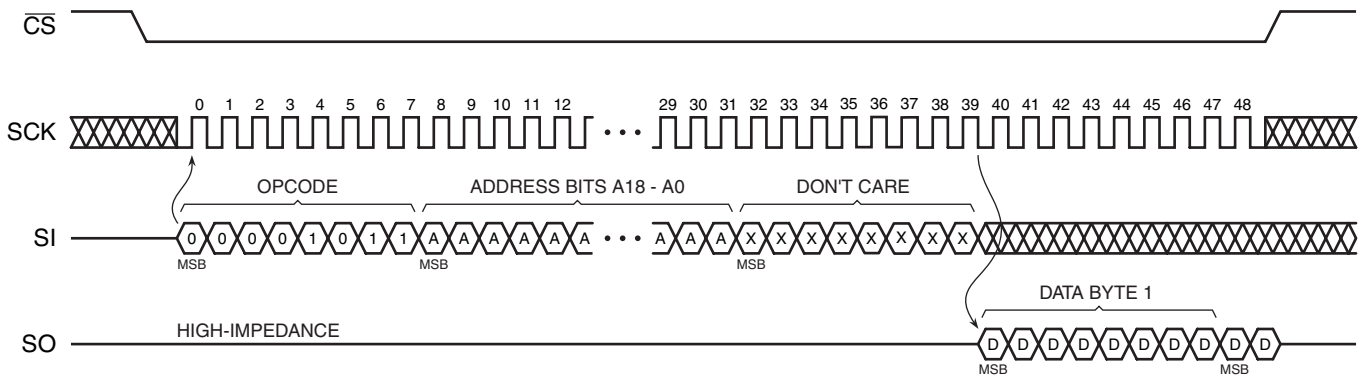 CS
0 1 2 3 4 5 6 7 8 9 10 11 12 29 30 31 32 33 34 35 36 37 38 39 40 41 42 43 44 45 46 47 48
SCK
OPCODE ADDRESS BITS A18 - A0 DON'T CARE
SI 0 0 0 0 1 0 1 1 A A A A A A A A A X X X X X X X X
MSB MSB MSB
DATA BYTE 1
HIGH-IMPEDANCE
SO D D D D D D D D D D
MSB MSB